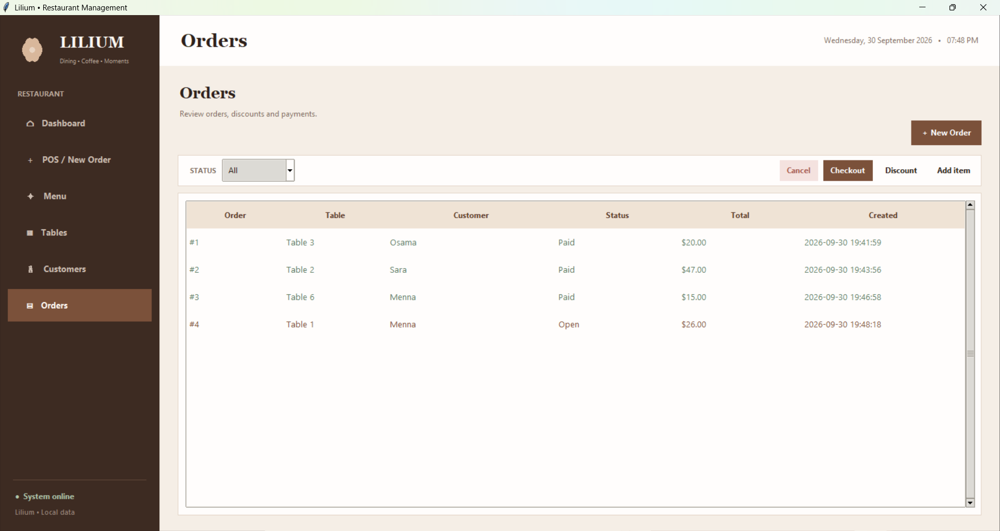 Lilium • Restaurant Management
LILIUM
Dining • Coffee • Moments
RESTAURANT
Dashboard
+ POS / New Order
Menu
Tables
Customers
Orders
• System online
Lilium • Local data
Orders
Wednesday, 30 September 2026 • 07:48 PM
Orders
Review orders, discounts and payments.
+ New Order
STATUS All Cancel Checkout Discount Add item
Order Table Customer Status Total Created
#1 Table 3 Osama Paid $20.00 2026-09-30 19:41:59
#2 Table 2 Sara Paid $47.00 2026-09-30 19:43:56
#3 Table 6 Menna Paid $15.00 2026-09-30 19:46:58
#4 Table 1 Menna Open $26.00 2026-09-30 19:48:18